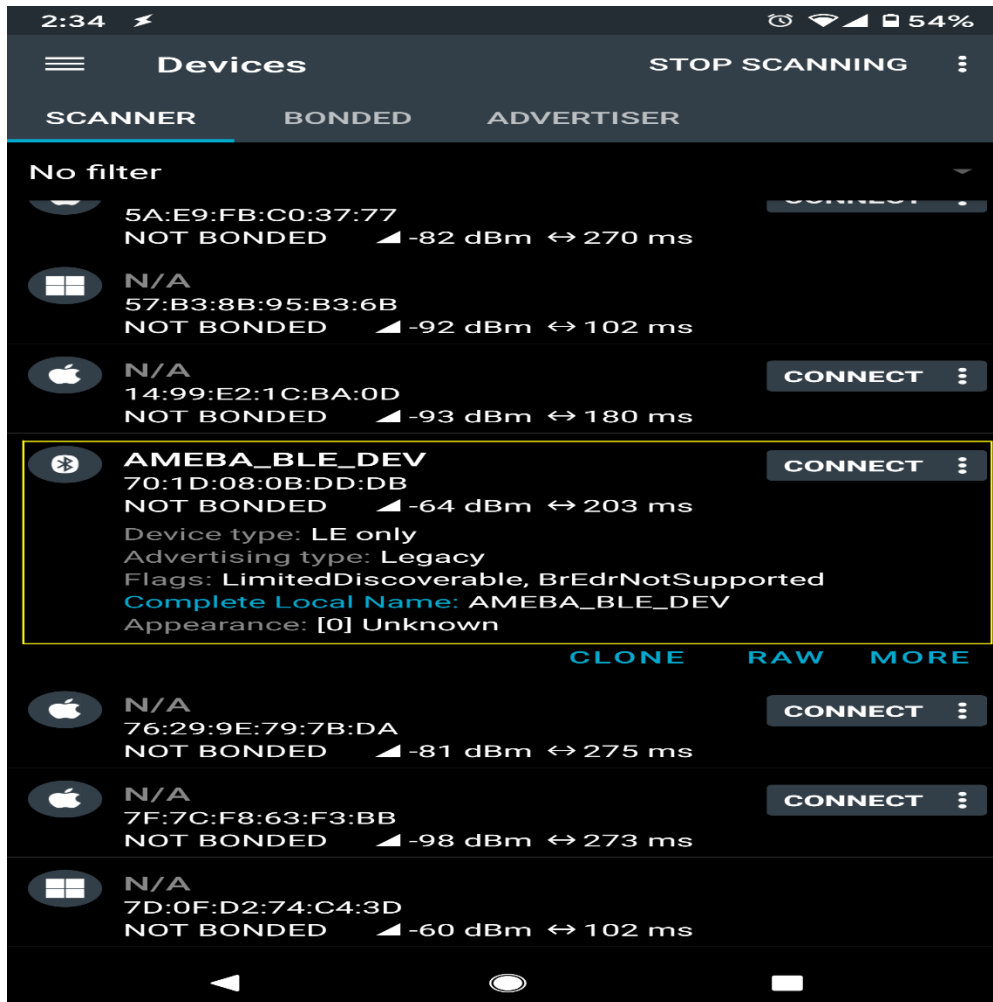 2:34 54%
Devices STOP SCANNING
SCANNER BONDED ADVERTISER
No filter
5A:E9:FB:C0:37:77 CONNECT
NOT BONDED -82 dBm ↔ 270 ms
N/A
57:B3:8B:95:B3:6B
NOT BONDED -92 dBm ↔ 102 ms
N/A CONNECT
14:99:E2:1C:BA:0D
NOT BONDED -93 dBm ↔ 180 ms
AMEBA_BLE_DEV CONNECT
70:1D:08:0B:DD:DB
NOT BONDED -64 dBm ↔ 203 ms
Device type: LE only
Advertising type: Legacy
Flags: LimitedDiscoverable, BrEdrNotSupported
Complete Local Name: AMEBA_BLE_DEV
Appearance: [0] Unknown
CLONE RAW MORE
N/A CONNECT
76:29:9E:79:7B:DA
NOT BONDED -81 dBm ↔ 275 ms
N/A CONNECT
7F:7C:F8:63:F3:BB
NOT BONDED -98 dBm ↔ 273 ms
N/A
7D:0F:D2:74:C4:3D
NOT BONDED -60 dBm ↔ 102 ms